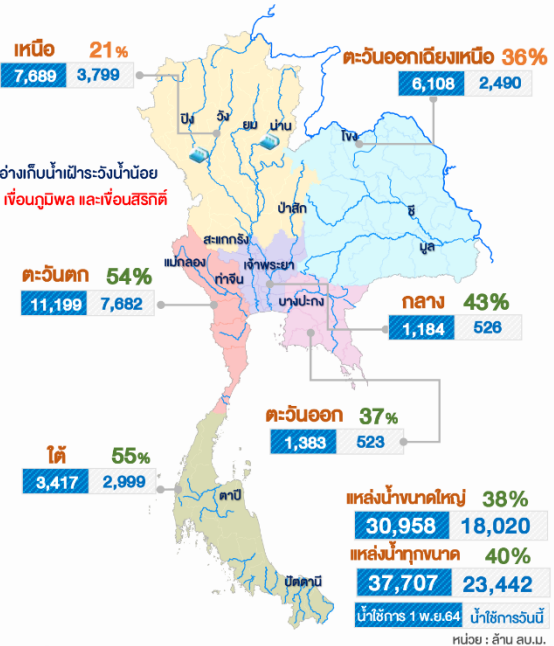 เหนือ 21%
7,689 3,799
ตะวันออกเฉียงเหนือ 36%
6,108 2,490
ปิง
วัง
ยม
น่าน
โขง
อ่างเก็บน้ำเฝ้าระวังน้ำน้อย
เขื่อนภูมิพล และเขื่อนสิริกิติ์
ป่าสัก
ชี
มูล
สะแกกรัง
แม่กลอง
เจ้าพระยา
ท่าจีน
บางปะกง
ตะวันตก 54%
11,199 7,682
กลาง 43%
1,184 526
ตะวันออก 37%
1,383 523
ใต้ 55%
3,417 2,999
ตาปี
ปัตตานี
แหล่งน้ำขนาดใหญ่ 38%
30,958 18,020
แหล่งน้ำทุกขนาด 40%
37,707 23,442
น้ำใช้การ 1 พ.ย.64 น้ำใช้การวันนี้
หน่วย : ล้าน ลบ.ม.